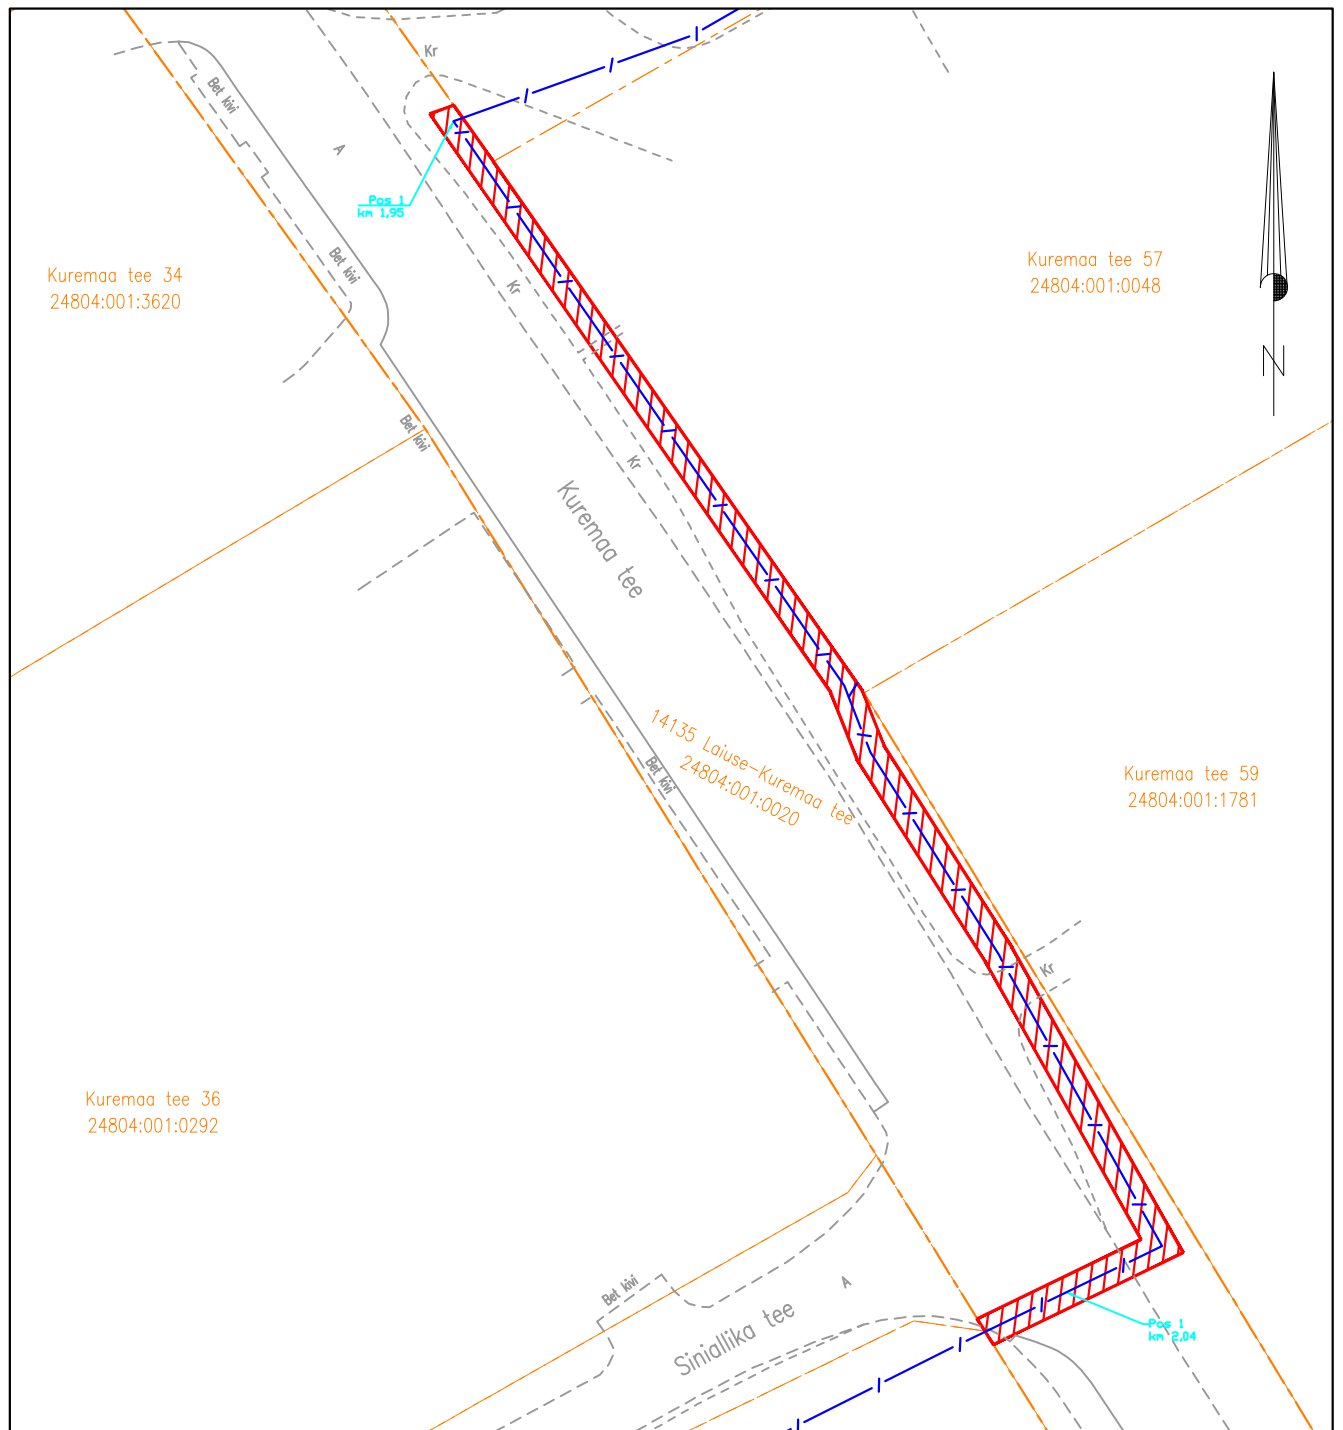 Kr
Bet kivi
A
Pos 1
km 1,95
Kuremaa tee 34
24804:001:3620
Bet kivi
Kr
Kuremaa tee 57
24804:001:0048
N
Bet kivi
Kr
Kuremaa tee
14135 Laiuse-Kuremaa tee
24804:001:0020
Bet kivi
Kuremaa tee 59
24804:001:1781
Kr
Kuremaa tee 36
24804:001:0292
Bet kivi
A
Siniallika tee
Pos 1
km 2,04